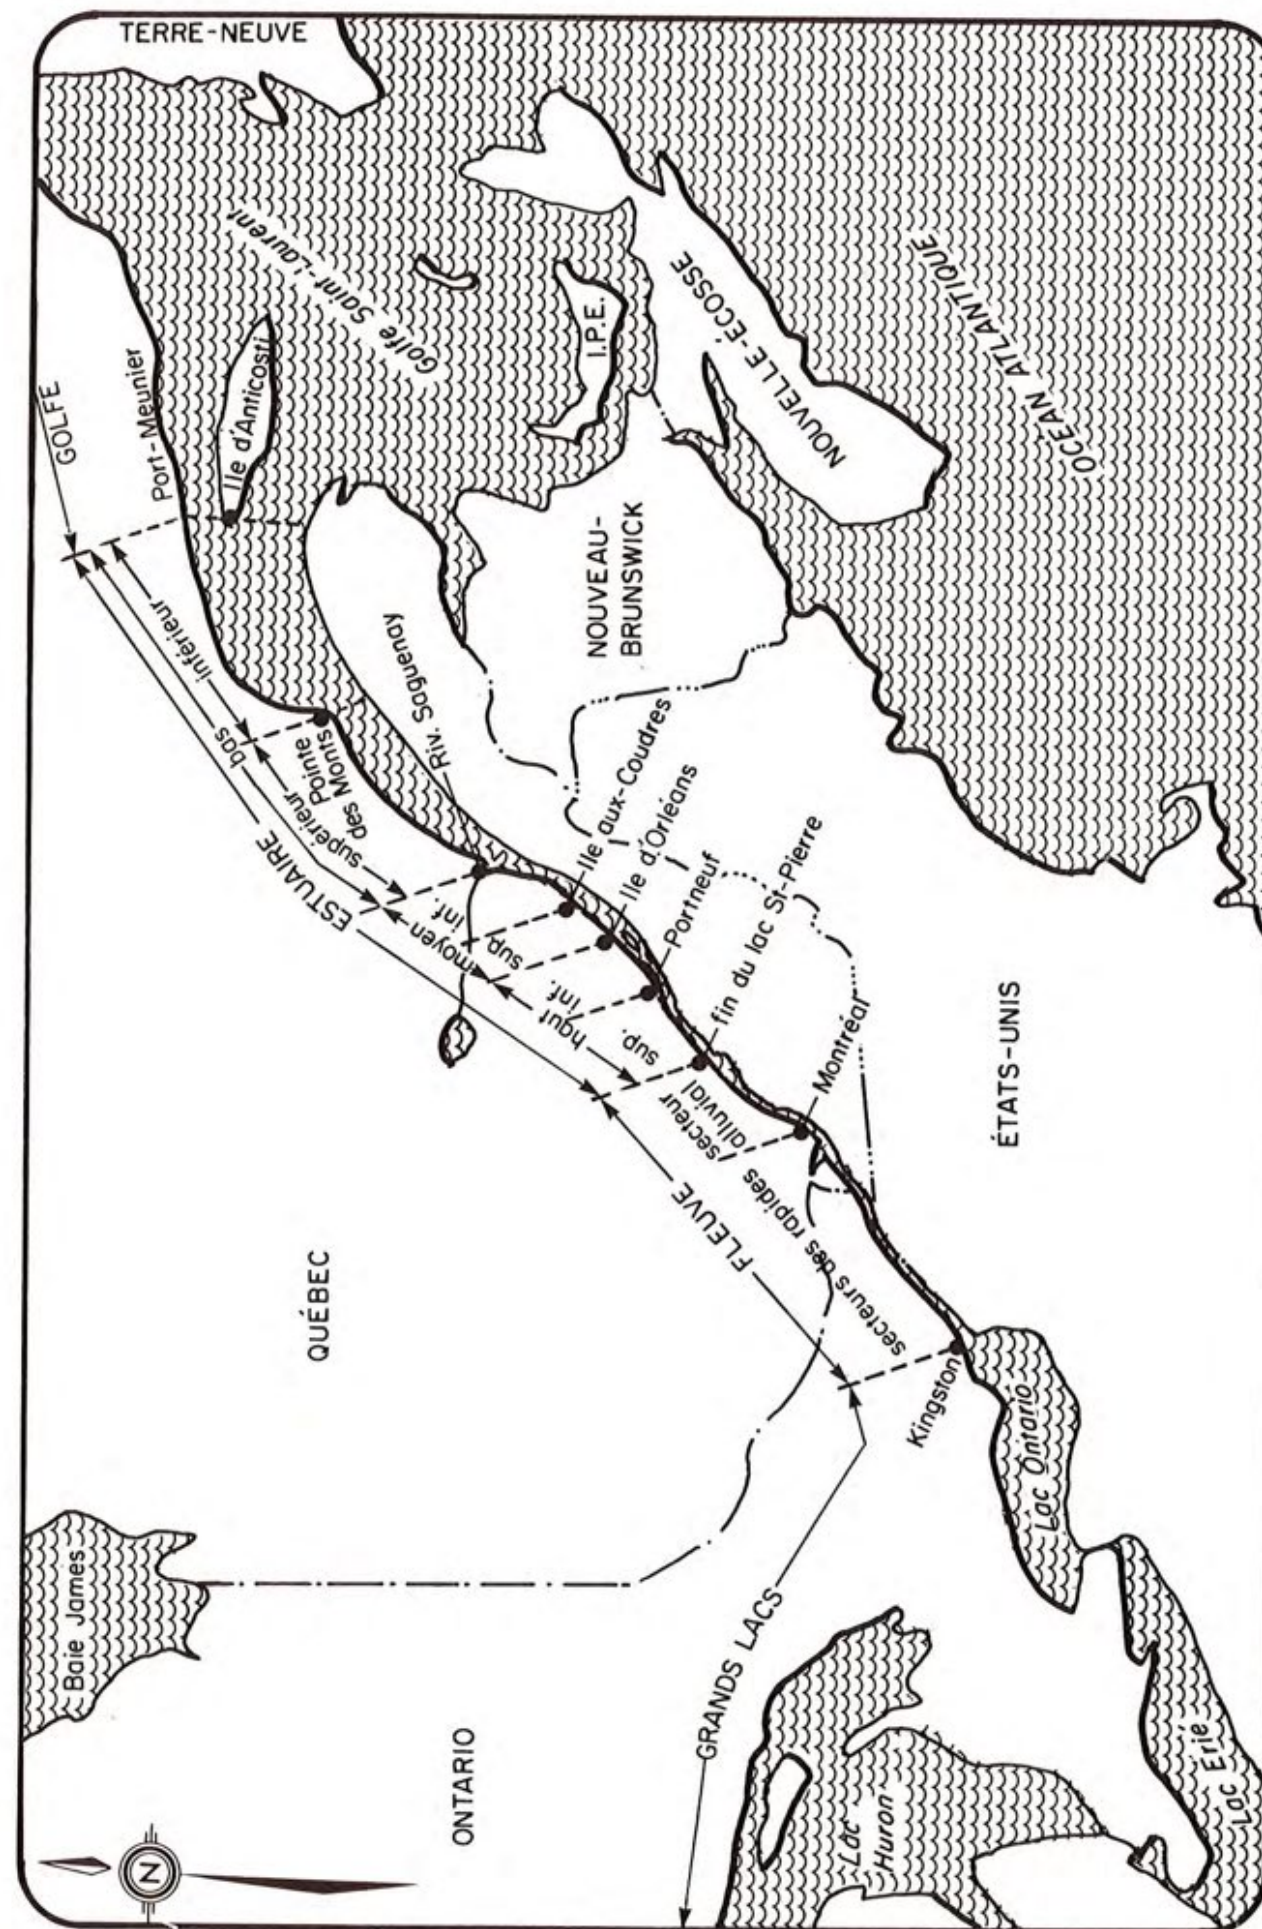 TERRE-NEUVE
Golfe Saint-Laurent
GOLFE
Port-Meunier
Ile d'Anticosti
I.P.E.
NOUVELLE-ÉCOSSE
OCÉAN ATLANTIQUE
NOUVEAU-
BRUNSWICK
inférieur
bas
supérieur
Pointe
des Monts
Riv. Saguenay
ESTUAIRE
inf.
moyen
sup.
Ile aux-Coudres
Ile d'Orléans
Portneuf
inf.
haut
sup.
fin du lac St-Pierre
secteur
alluvial
Montréal
FLEUVE
secteurs des rapides
Kingston
ÉTATS-UNIS
QUÉBEC
Baie James
ONTARIO
GRANDS LACS
Lac Ontario
Lac
Huron
Lac Érié
N